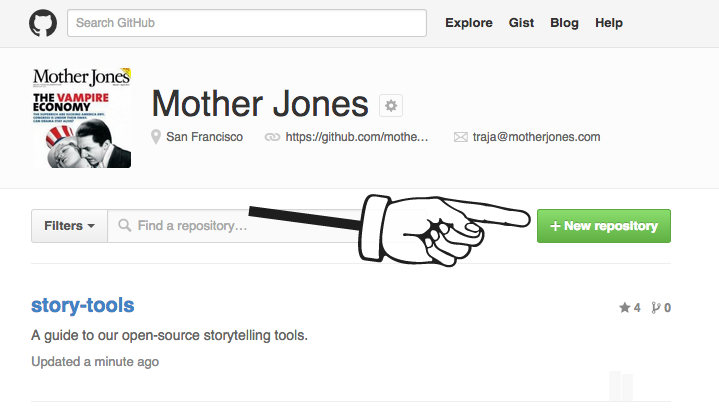 Search GitHub
Explore Gist Blog Help
Mother Jones
THE VAMPIRE
ECONOMY
Mother Jones
San Francisco
https://github.com/mothe...
traja@motherjones.com
Filters
Find a repository...
+ New repository
story-tools
4
0
A guide to our open-source storytelling tools.
Updated a minute ago